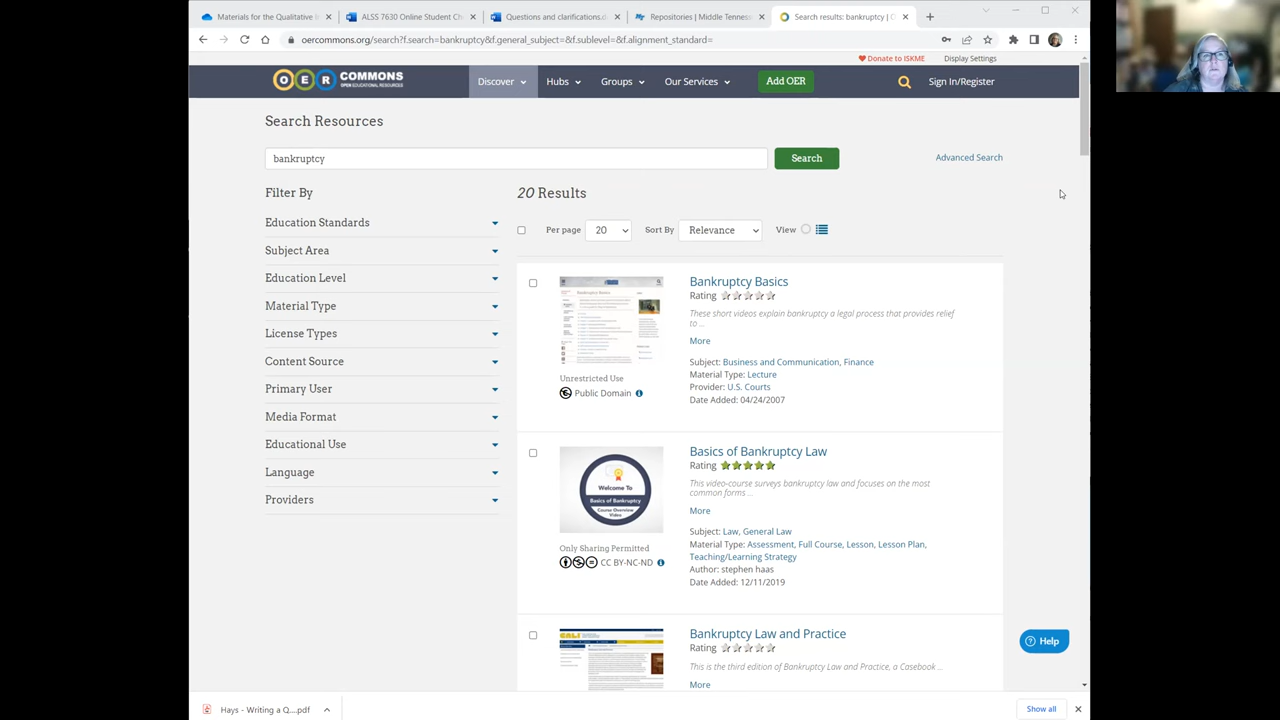 Materials for the Qualitative In
ALSS 7630 Online Student Ch
Questions and clarifications.d
Repositories | Middle Tenness
Search results: bankruptcy | O
oercommons.org/search?f.search=bankruptcy&f.general_subject=&f.sublevel=&f.alignment_standard=
Donate to ISKME
Display Settings
OER COMMONS
OPEN EDUCATIONAL RESOURCES
Discover
Hubs
Groups
Our Services
Add OER
Sign In/Register
Search Resources
bankruptcy
Search
Advanced Search
Filter By
Education Standards
Subject Area
Education Level
Material Type
License Types
Content Source
Primary User
Media Format
Educational Use
Language
Providers
20 Results
Per page
20
Sort By
Relevance
View
Bankruptcy Basics
Rating
These short videos explain bankruptcy a legal process that provides relief
to ...
More
Subject: Business and Communication, Finance
Material Type: Lecture
Provider: U.S. Courts
Date Added: 04/24/2007
Unrestricted Use
Public Domain
Basics of Bankruptcy Law
Rating
This video-course surveys bankruptcy law and focuses on the most
common forms ...
More
Subject: Law, General Law
Material Type: Assessment, Full Course, Lesson, Lesson Plan,
Teaching/Learning Strategy
Author: stephen haas
Date Added: 12/11/2019
Welcome To
Basics of Bankruptcy
Course Overview
Video
Only Sharing Permitted
CC BY-NC-ND
Bankruptcy Law and Practice
Rating
This is the third edition of Bankruptcy Law and Practice, a Casebook ...
More
CALI
Help
Hays - Writing a Q....pdf
Show all